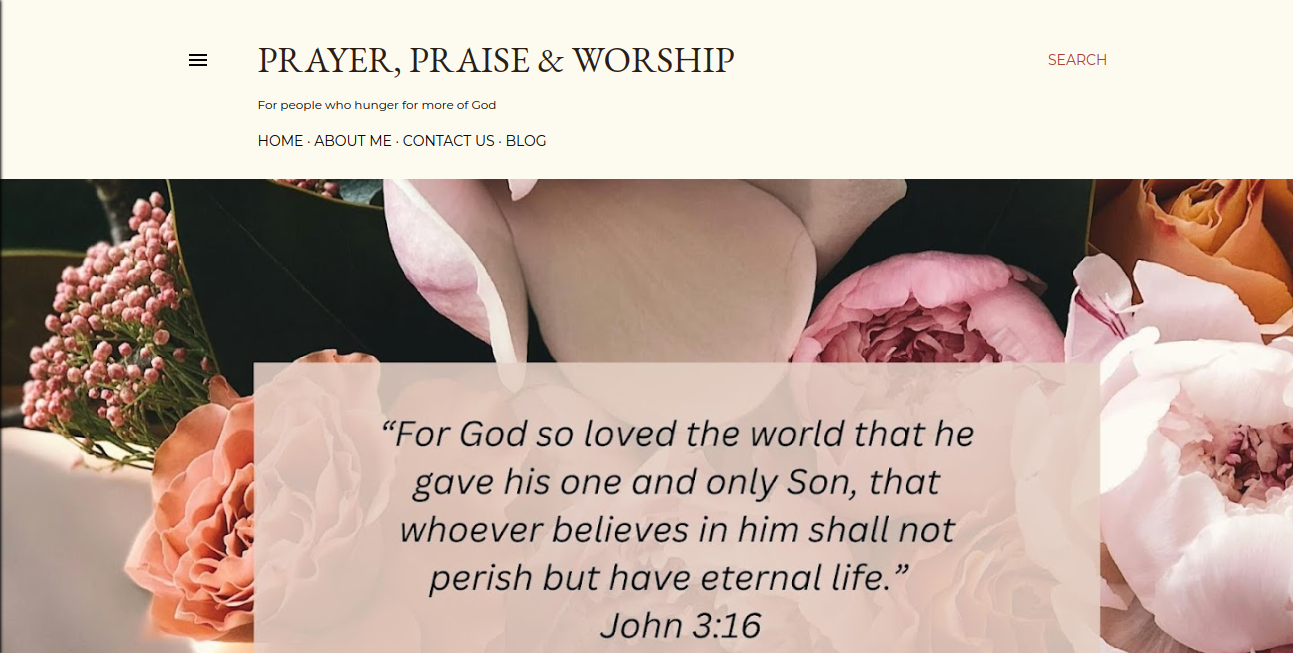 PRAYER, PRAISE & WORSHIP
SEARCH
For people who hunger for more of God
HOME · ABOUT ME · CONTACT US · BLOG
“For God so loved the world that he
gave his one and only Son, that
whoever believes in him shall not
perish but have eternal life.”
John 3:16